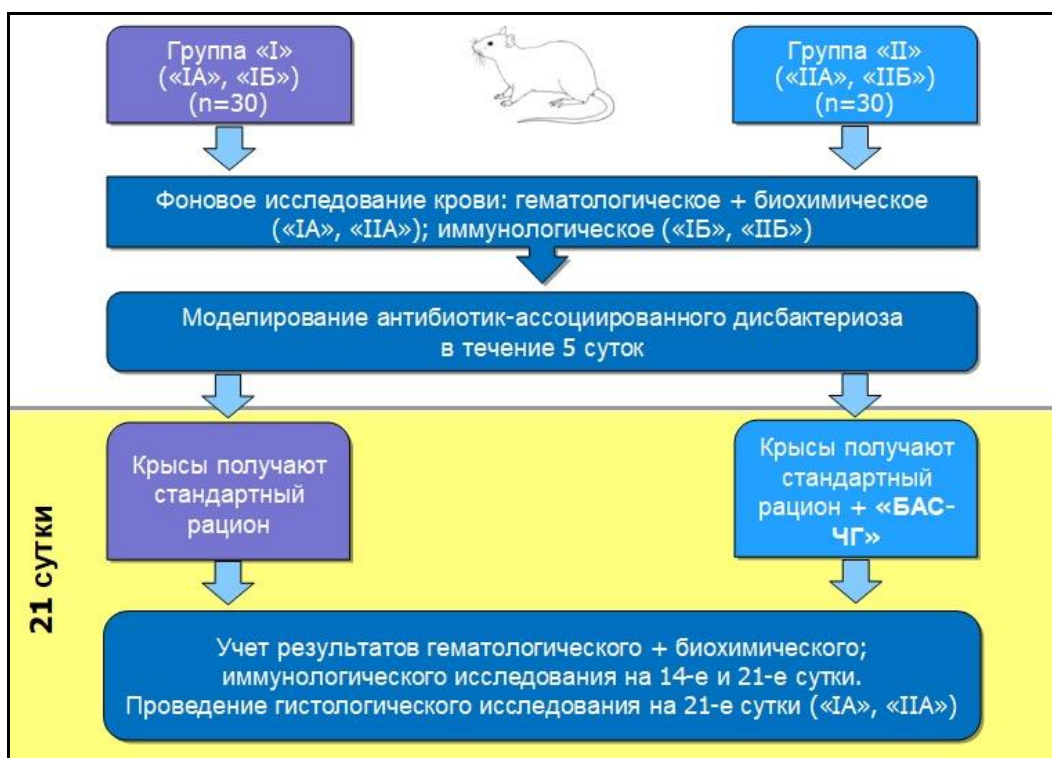 Группа «I»
(«IА», «IБ»)
(n=30)
Группа «II»
(«IIА», «IIБ»)
(n=30)
Фоновое исследование крови: гематологическое + биохимическое
(«IА», «IIА»); иммунологическое («IБ», «IIБ»)
Моделирование антибиотик-ассоциированного дисбактериоза
в течение 5 суток
21 сутки
Крысы получают
стандартный
рацион
Крысы получают
стандартный
рацион + «БАС-
ЧГ»
Учет результатов гематологического + биохимического;
иммунологического исследования на 14-е и 21-е сутки.
Проведение гистологического исследования на 21-е сутки («IА», «IIА»)